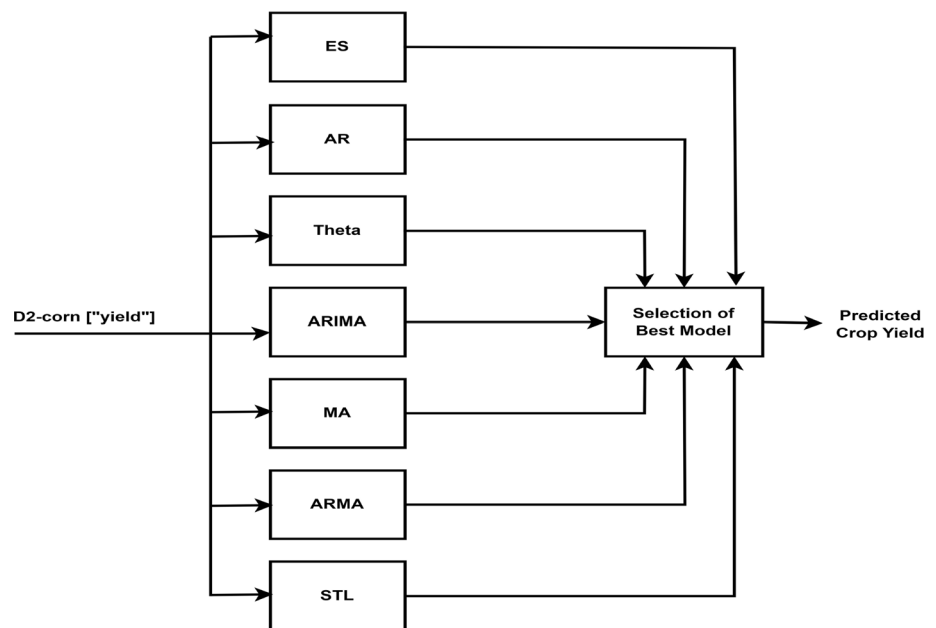 ES
AR
Theta
D2-corn ["yield"]
ARIMA
Selection of
Best Model
Predicted
Crop Yield
MA
ARMA
STL